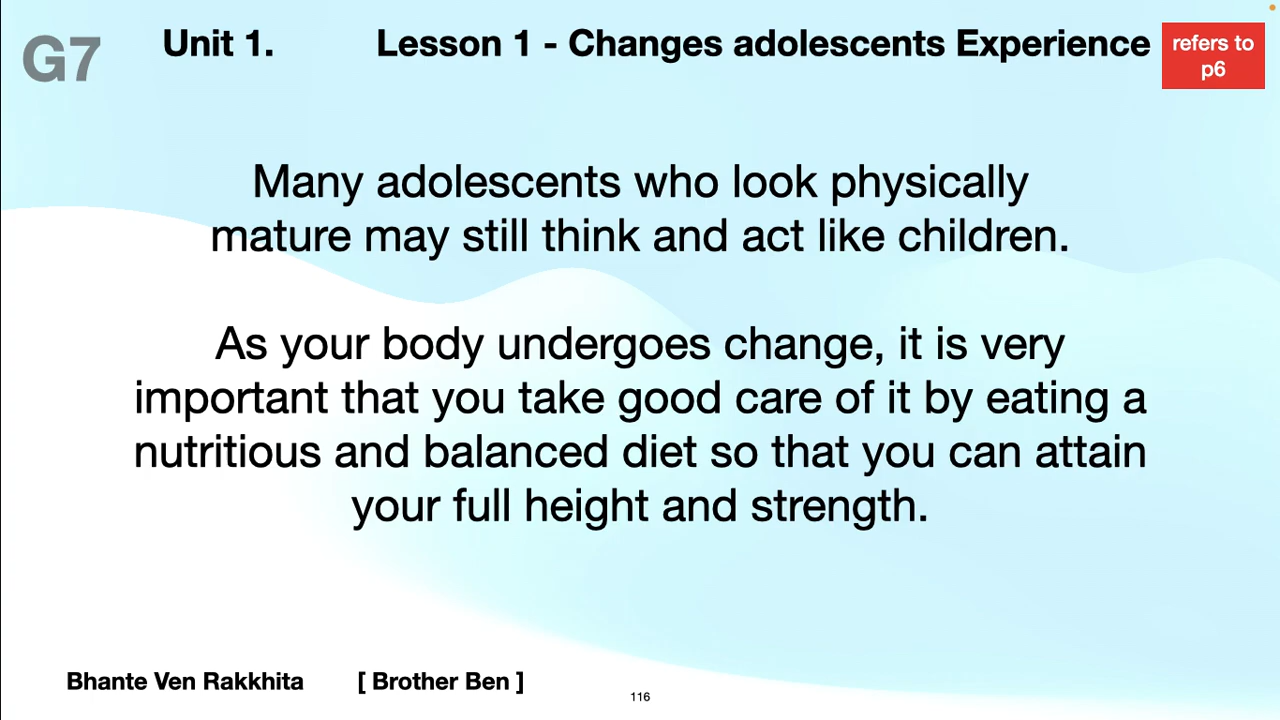 G7
Unit 1. Lesson 1 - Changes adolescents Experience
refers to
p6
Many adolescents who look physically
mature may still think and act like children.
As your body undergoes change, it is very
important that you take good care of it by eating a
nutritious and balanced diet so that you can attain
your full height and strength.
Bhante Ven Rakkhita [ Brother Ben ]
116